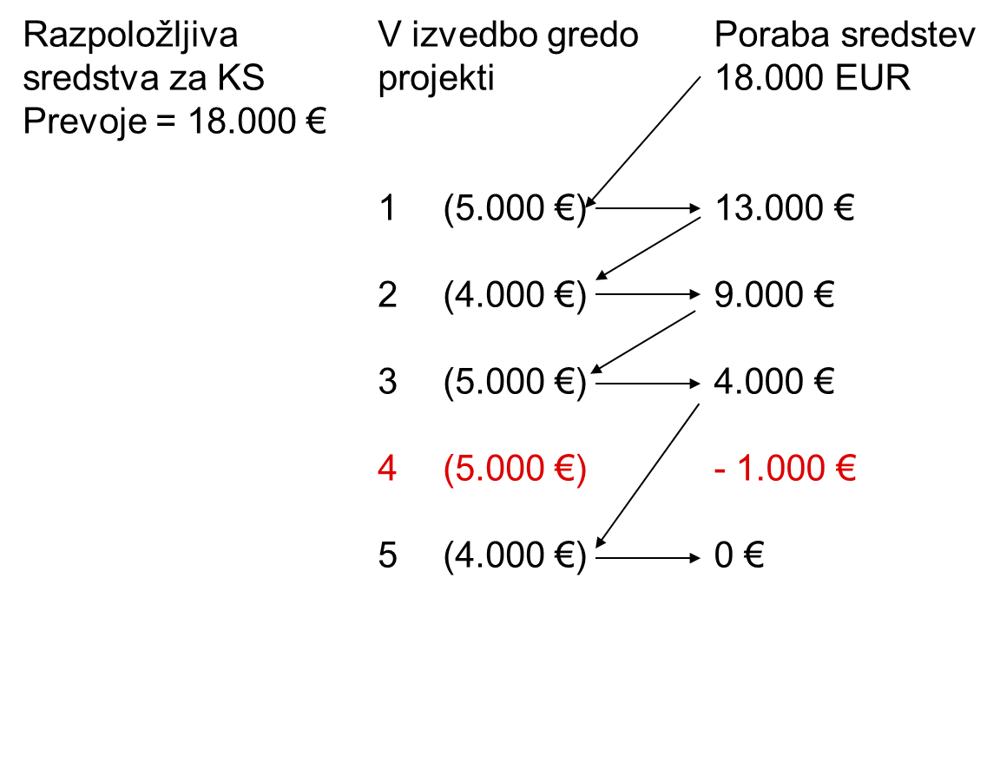 Razpoložljiva
sredstva za KS
Prevoje = 18.000 €
V izvedbo gredo
projekti
Poraba sredstev
18.000 EUR
1 (5.000 €) 13.000 €
2 (4.000 €) 9.000 €
3 (5.000 €) 4.000 €
4 (5.000 €) - 1.000 €
5 (4.000 €) 0 €